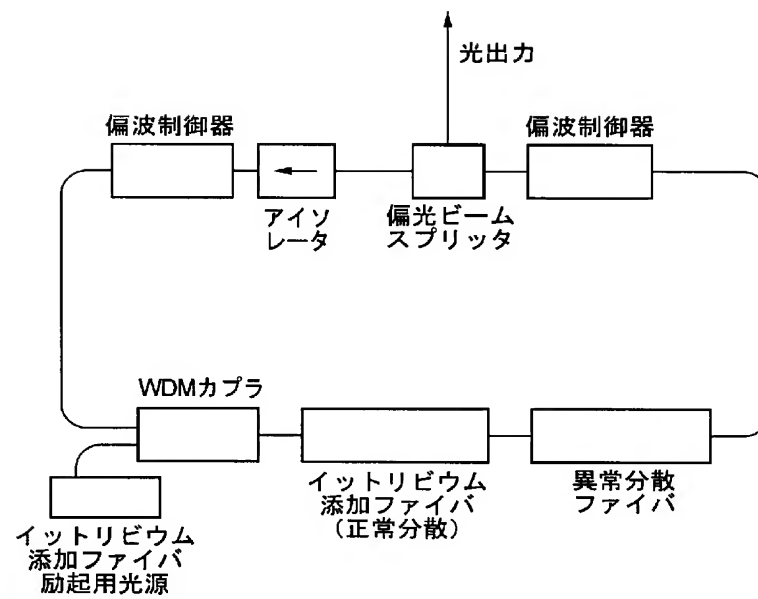 光出力
偏波制御器
偏波制御器
アイソ
レータ
偏光ビーム
スプリッタ
WDMカプラ
イットリビウム
添加ファイバ
(正常分散)
異常分散
ファイバ
イットリビウム
添加ファイバ
励起用光源